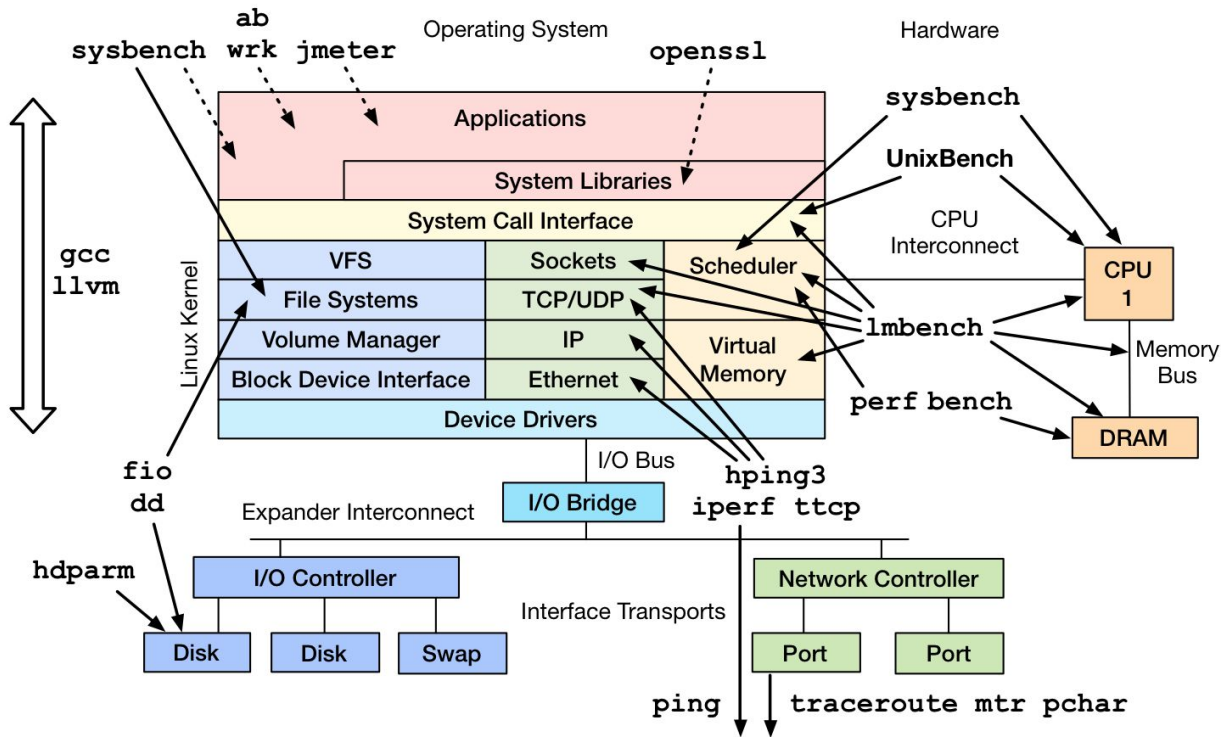 ab
Operating System
Hardware
sysbench wrk jmeter
openssl
sysbench
Applications
UnixBench
System Libraries
System Call Interface
CPU
Interconnect
gcc
llvm
Linux Kernel
VFS
Sockets
Scheduler
CPU
1
File Systems
TCP/UDP
lmbench
Volume Manager
IP
Virtual
Memory
Memory
Bus
Block Device Interface
Ethernet
perf bench
Device Drivers
DRAM
I/O Bus
fio
dd
hping3
iperf ttcp
I/O Bridge
Expander Interconnect
hdparm
I/O Controller
Network Controller
Interface Transports
Disk
Disk
Swap
Port
Port
ping
traceroute mtr pchar